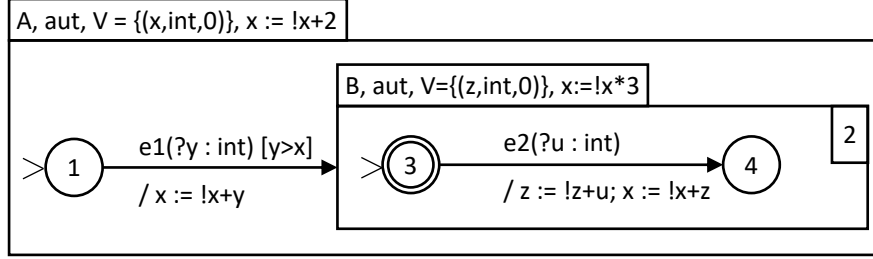 A, aut, V = {(x,int,0)}, x := !x+2
B, aut, V={(z,int,0)}, x:=!x*3
2
1
e1(?y : int) [y>x]
/ x := !x+y
3
e2(?u : int)
/ z := !z+u; x := !x+z
4